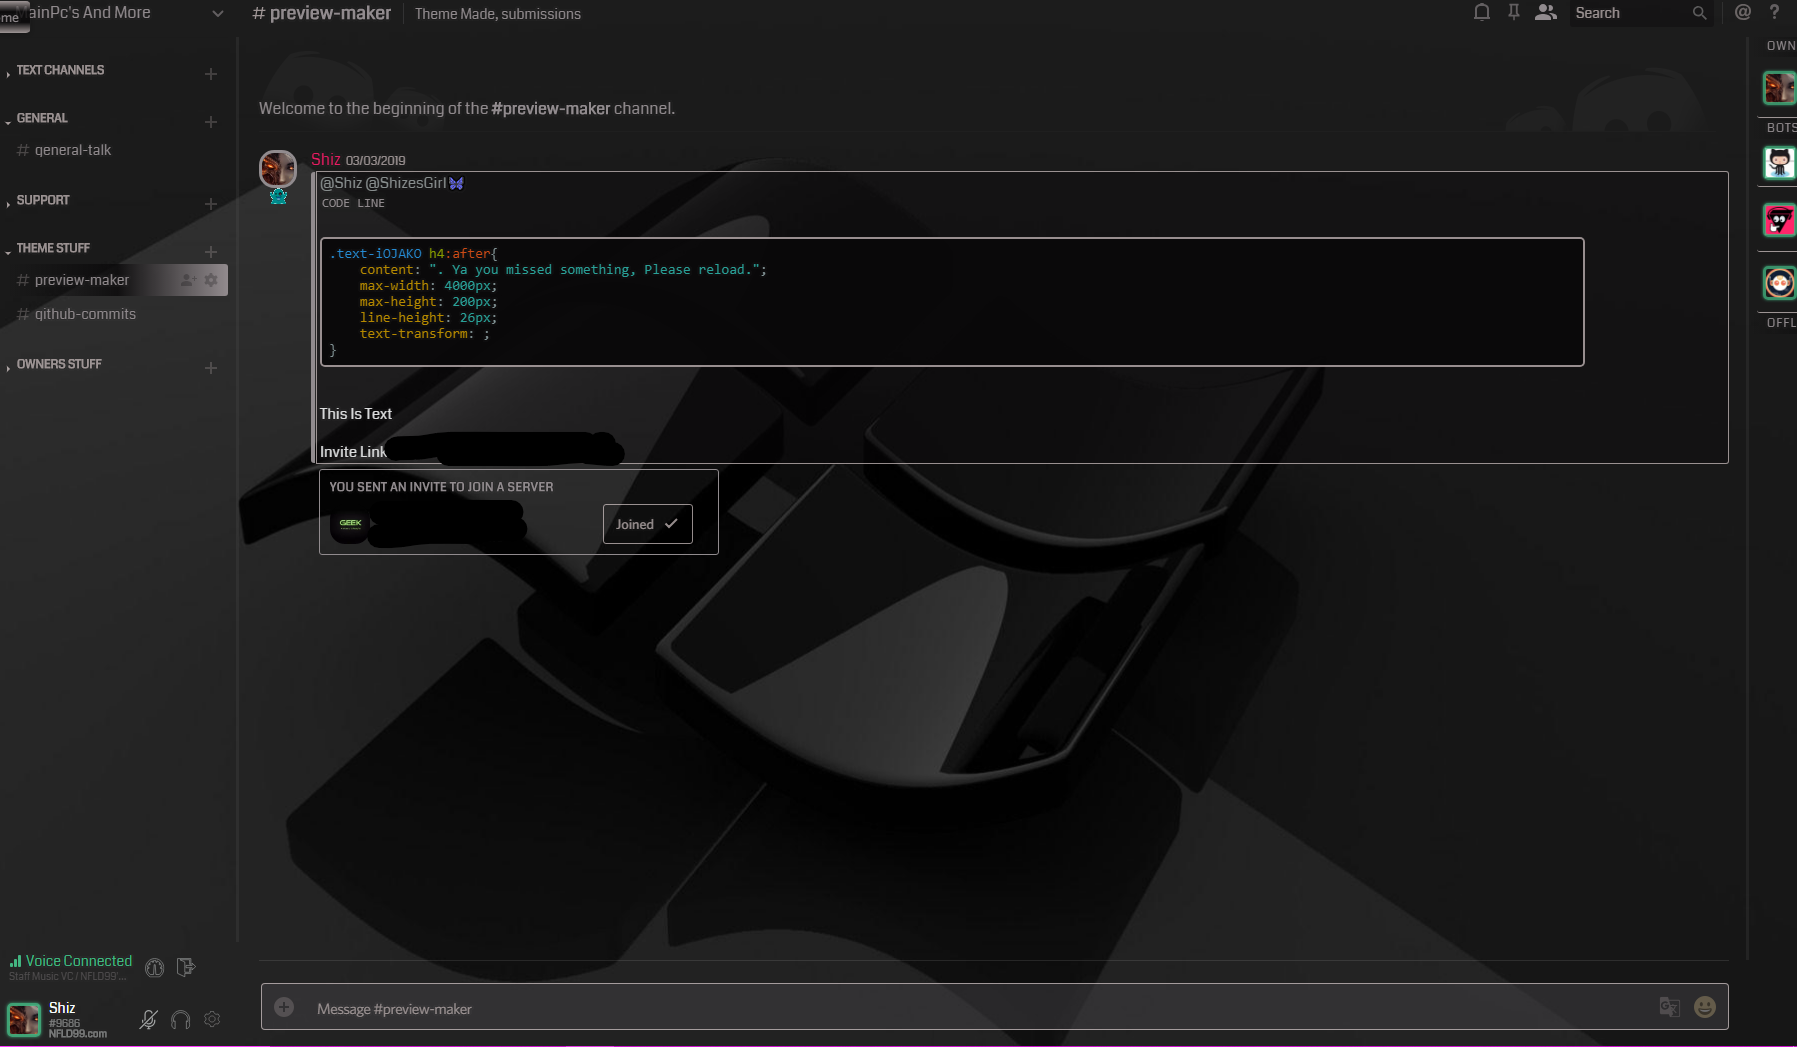 MainPc's And More
# preview-maker
Theme Made, submissions
Search
TEXT CHANNELS
GENERAL
# general-talk
SUPPORT
THEME STUFF
# preview-maker
# github-commits
OWNERS STUFF
Welcome to the beginning of the #preview-maker channel.
Shiz 03/03/2019
@Shiz @ShizesGirl
CODE LINE
.text-iOJAKO h4:after{
content: ". Ya you missed something, Please reload.";
max-width: 4000px;
max-height: 200px;
line-height: 26px;
text-transform: ;
}
This Is Text
Invite Link
YOU SENT AN INVITE TO JOIN A SERVER
GEEK
Joined
OWN
BOTS
OFFL
Voice Connected
Staff Music VC / NFLD99'...
Shiz
#9686
NFLD99.com
Message #preview-maker